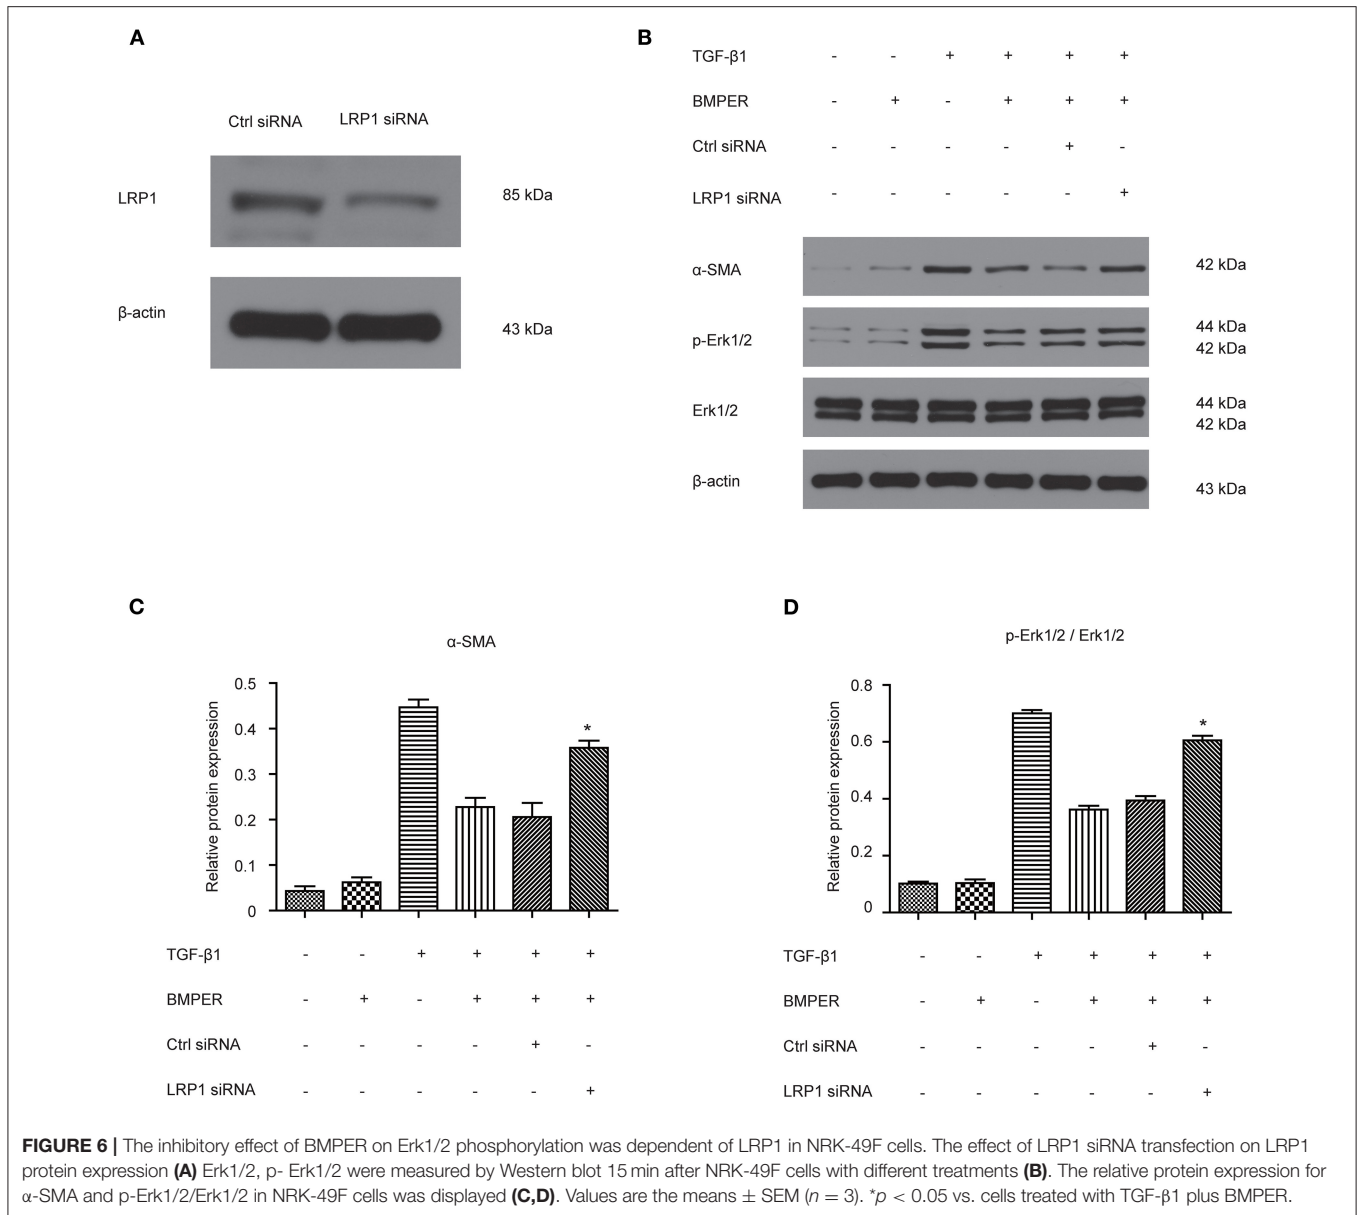 A
Ctrl siRNA LRP1 siRNA
LRP1 85 kDa
β-actin 43 kDa
B
TGF-β1 - - + + + +
BMPER - + - + + +
Ctrl siRNA - - - - + -
LRP1 siRNA - - - - - +
α-SMA 42 kDa
p-Erk1/2 44 kDa
42 kDa
Erk1/2 44 kDa
42 kDa
β-actin 43 kDa
C
α-SMA
Relative protein expression
0.5
0.4
0.3
0.2
0.1
0
*
TGF-β1 - - + + + +
BMPER - + - + + +
Ctrl siRNA - - - - + -
LRP1 siRNA - - - - - +
D
p-Erk1/2 / Erk1/2
Relative protein expression
0.8
0.6
0.4
0.2
0
*
TGF-β1 - - + + + +
BMPER - + - + + +
Ctrl siRNA - - - - + -
LRP1 siRNA - - - - - +
FIGURE 6 | The inhibitory effect of BMPER on Erk1/2 phosphorylation was dependent of LRP1 in NRK-49F cells. The effect of LRP1 siRNA transfection on LRP1
protein expression (A) Erk1/2, p- Erk1/2 were measured by Western blot 15 min after NRK-49F cells with different treatments (B). The relative protein expression for
α-SMA and p-Erk1/2/Erk1/2 in NRK-49F cells was displayed (C,D). Values are the means ± SEM (n = 3). *p < 0.05 vs. cells treated with TGF-β1 plus BMPER.